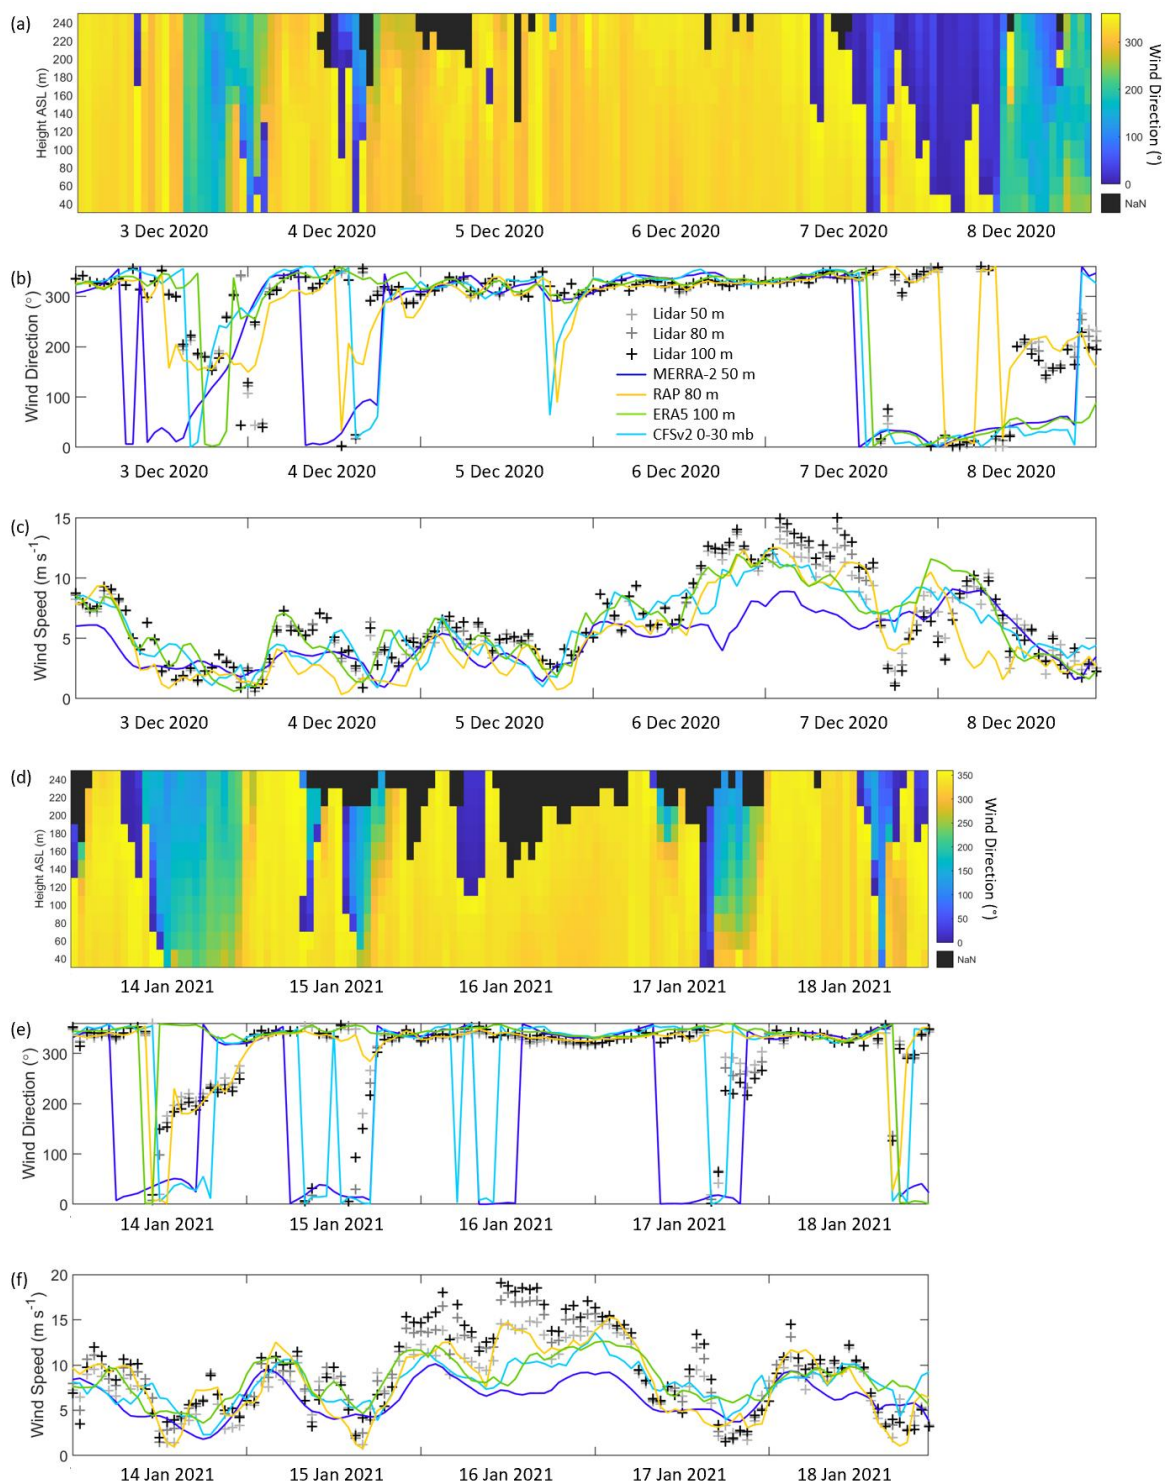 (a)
Height ASL (m)
240
220
200
180
160
140
120
100
80
60
40
3 Dec 2020
4 Dec 2020
5 Dec 2020
6 Dec 2020
7 Dec 2020
8 Dec 2020
300
200
100
0
NaN
Wind Direction (°)
(b)
Wind Direction (°)
300
200
100
0
Lidar 50 m
Lidar 80 m
Lidar 100 m
MERRA-2 50 m
RAP 80 m
ERA5 100 m
CFSv2 0-30 mb
3 Dec 2020
4 Dec 2020
5 Dec 2020
6 Dec 2020
7 Dec 2020
8 Dec 2020
(c)
Wind Speed (m s⁻¹)
15
10
5
0
3 Dec 2020
4 Dec 2020
5 Dec 2020
6 Dec 2020
7 Dec 2020
8 Dec 2020
(d)
Height ASL (m)
240
220
200
180
160
140
120
100
80
60
40
14 Jan 2021
15 Jan 2021
16 Jan 2021
17 Jan 2021
18 Jan 2021
350
300
250
200
150
100
50
0
NaN
Wind Direction (°)
(e)
Wind Direction (°)
300
200
100
0
14 Jan 2021
15 Jan 2021
16 Jan 2021
17 Jan 2021
18 Jan 2021
(f)
Wind Speed (m s⁻¹)
20
15
10
5
0
14 Jan 2021
15 Jan 2021
16 Jan 2021
17 Jan 2021
18 Jan 2021